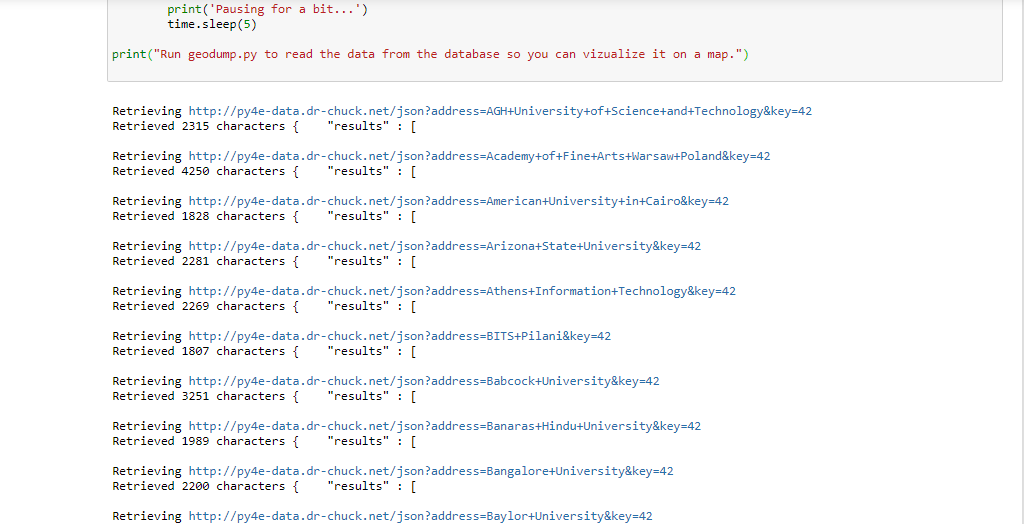 print('Pausing for a bit...')
time.sleep(5)
print("Run geodump.py to read the data from the database so you can vizualize it on a map.")
Retrieving http://py4e-data.dr-chuck.net/json?address=AGH+University+of+Science+and+Technology&key=42
Retrieved 2315 characters {    "results" : [
Retrieving http://py4e-data.dr-chuck.net/json?address=Academy+of+Fine+Arts+Warsaw+Poland&key=42
Retrieved 4250 characters {    "results" : [
Retrieving http://py4e-data.dr-chuck.net/json?address=American+University+in+Cairo&key=42
Retrieved 1828 characters {    "results" : [
Retrieving http://py4e-data.dr-chuck.net/json?address=Arizona+State+University&key=42
Retrieved 2281 characters {    "results" : [
Retrieving http://py4e-data.dr-chuck.net/json?address=Athens+Information+Technology&key=42
Retrieved 2269 characters {    "results" : [
Retrieving http://py4e-data.dr-chuck.net/json?address=BITS+Pilani&key=42
Retrieved 1807 characters {    "results" : [
Retrieving http://py4e-data.dr-chuck.net/json?address=Babcock+University&key=42
Retrieved 3251 characters {    "results" : [
Retrieving http://py4e-data.dr-chuck.net/json?address=Banaras+Hindu+University&key=42
Retrieved 1989 characters {    "results" : [
Retrieving http://py4e-data.dr-chuck.net/json?address=Bangalore+University&key=42
Retrieved 2200 characters {    "results" : [
Retrieving http://py4e-data.dr-chuck.net/json?address=Baylor+University&key=42